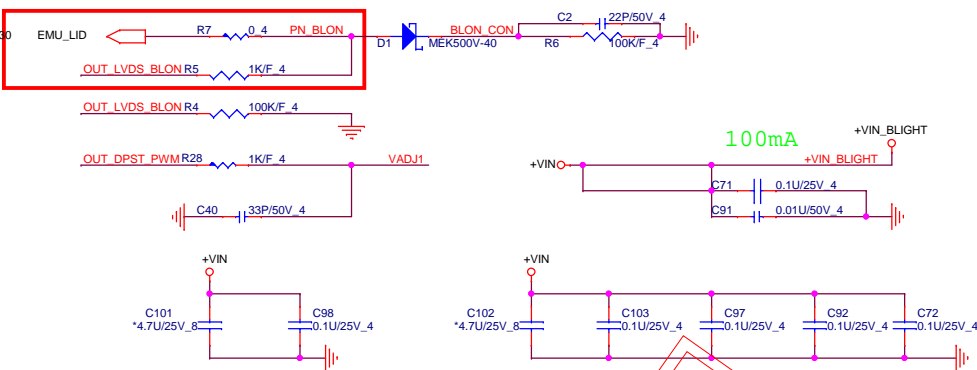 C2 22P/50V_4
30 EMU_LID R7 0_4 PN_BLON BLON_CON
D1 MEK500V-40 R6 100K/F_4
OUT_LVDS_BLON R5 1K/F_4
OUT_LVDS_BLON R4 100K/F_4
100mA +VIN_BLIGHT
OUT_DPST_PWM R28 1K/F_4 VADJ1 +VIN +VIN_BLIGHT
C71 0.1U/25V_4
C40 33P/50V_4 C91 0.01U/50V_4
+VIN +VIN
C101 C98 C102 C103 C97 C92 C72
*4.7U/25V_8 0.1U/25V_4 *4.7U/25V_8 0.1U/25V_4 0.1U/25V_4 0.1U/25V_4 0.1U/25V_4